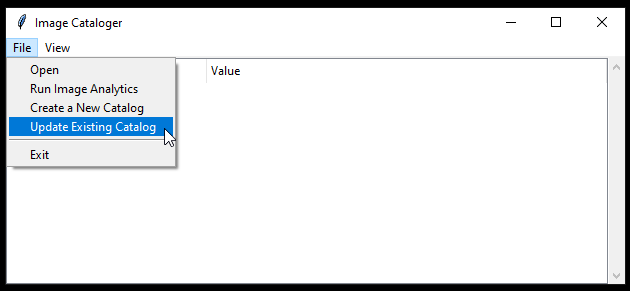 Image Cataloger
File View
Value
Open
Run Image Analytics
Create a New Catalog
Update Existing Catalog
Exit